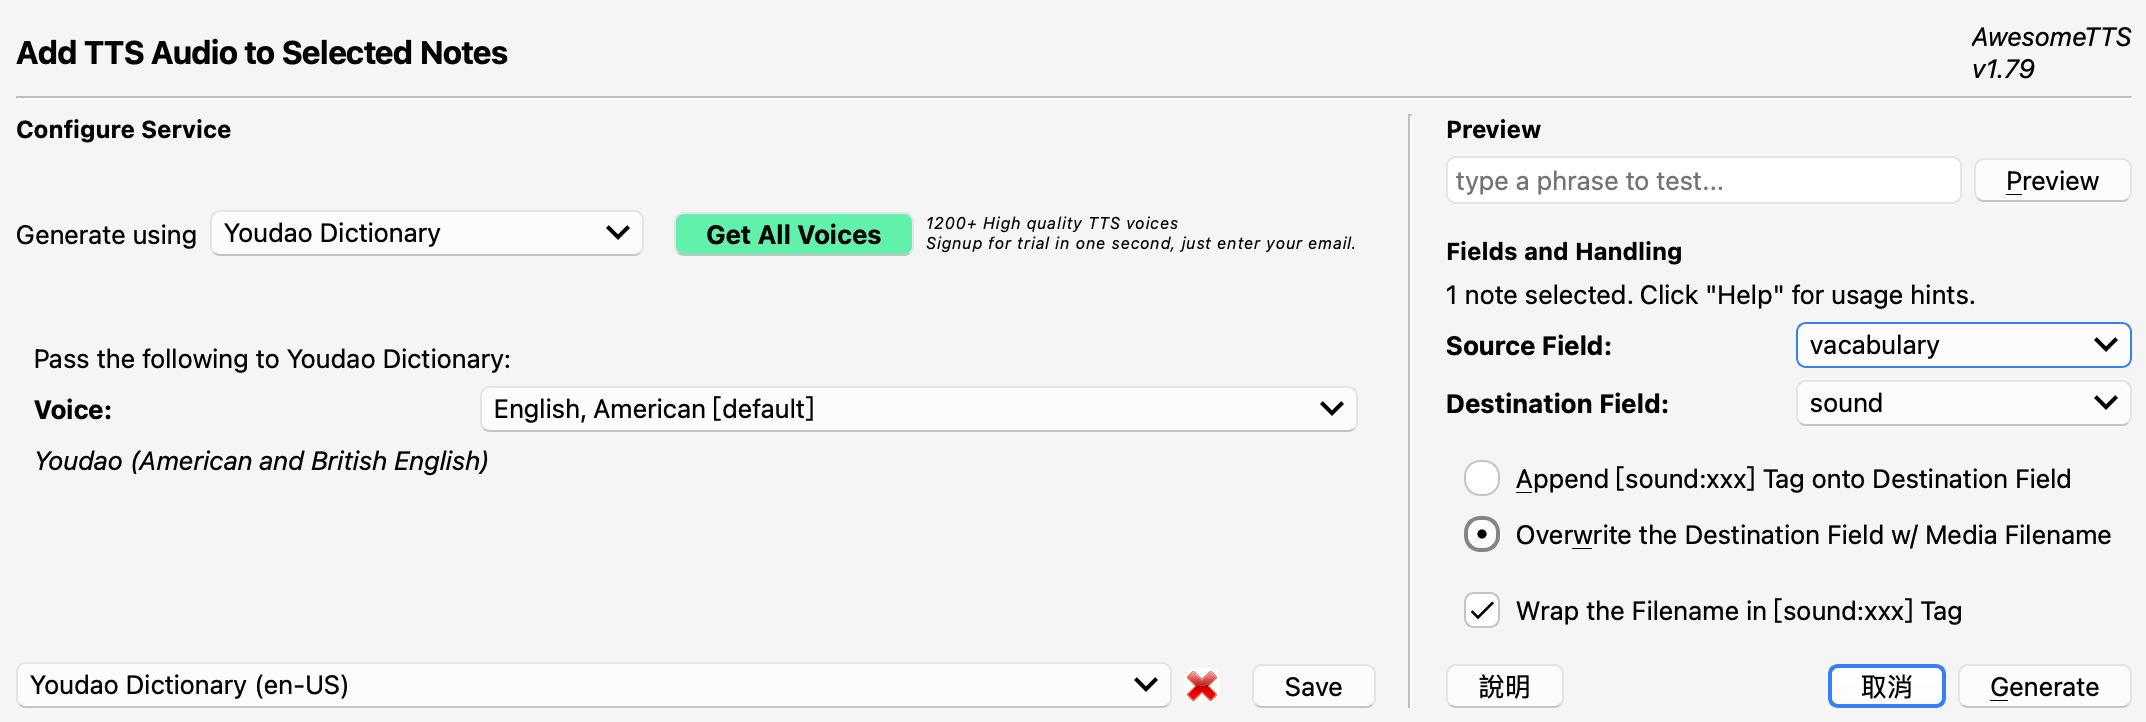 Add TTS Audio to Selected Notes
AwesomeTTS
v1.79
Configure Service
Generate using
Youdao Dictionary
Get All Voices
1200+ High quality TTS voices
Signup for trial in one second, just enter your email.
Pass the following to Youdao Dictionary:
Voice:
English, American [default]
Youdao (American and British English)
Youdao Dictionary (en-US)
Save
Preview
type a phrase to test...
Preview
Fields and Handling
1 note selected. Click "Help" for usage hints.
Source Field:
vacabulary
Destination Field:
sound
Append [sound:xxx] Tag onto Destination Field
Overwrite the Destination Field w/ Media Filename
Wrap the Filename in [sound:xxx] Tag
說明
取消
Generate